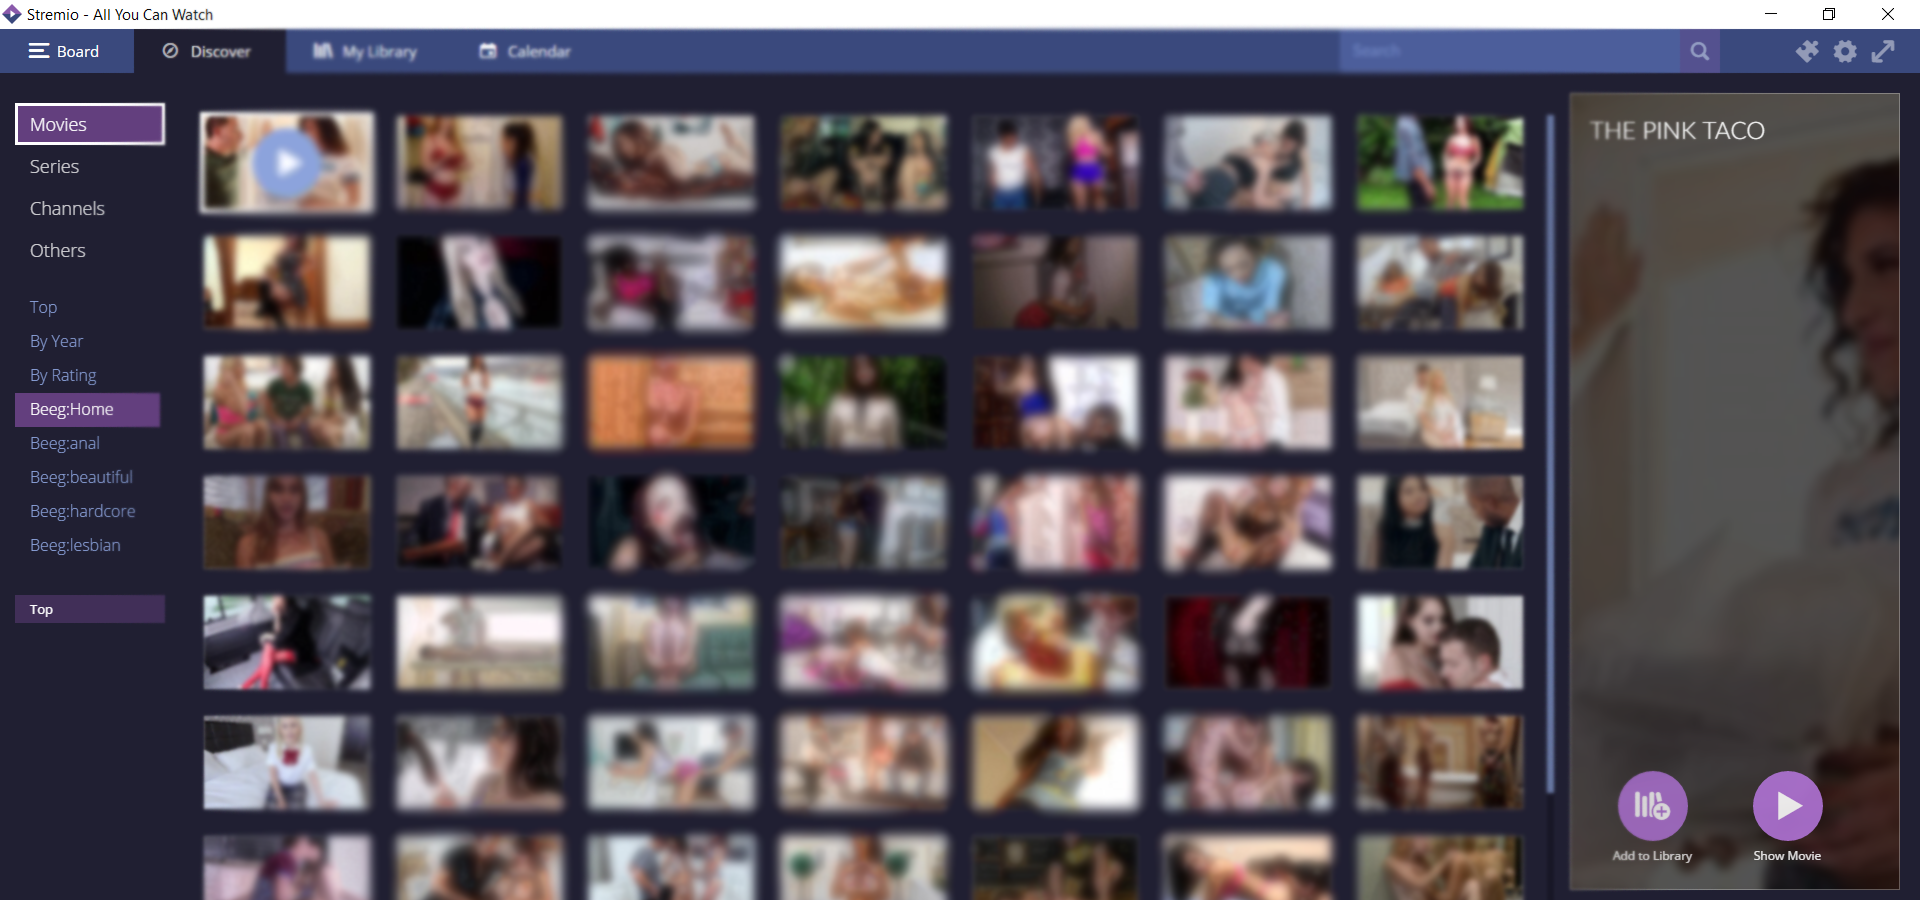 Stremio - All You Can Watch
Board
Discover
My Library
Calendar
Search
Movies
Series
Channels
Others
Top
By Year
By Rating
Beeg:Home
Beeg:anal
Beeg:beautiful
Beeg:hardcore
Beeg:lesbian
Top
THE PINK TACO
Add to Library
Show Movie